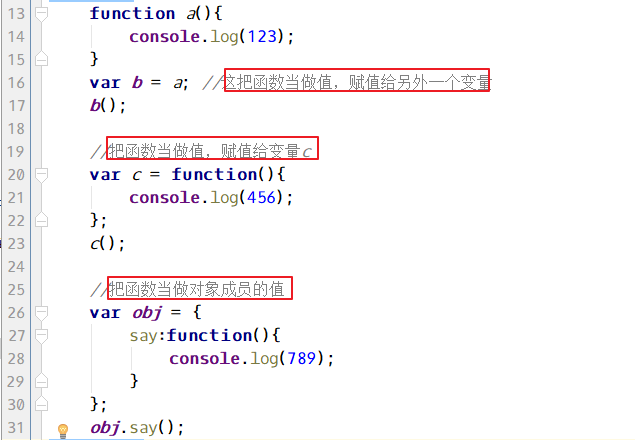 13 function a(){
14 console.log(123);
15 }
16 var b = a; //这把函数当做值，赋值给另外一个变量
17 b();
18
19 //把函数当做值，赋值给变量c
20 var c = function(){
21 console.log(456);
22 };
23 c();
24
25 //把函数当做对象成员的值
26 var obj = {
27 say:function(){
28 console.log(789);
29 }
30 };
31 obj.say();